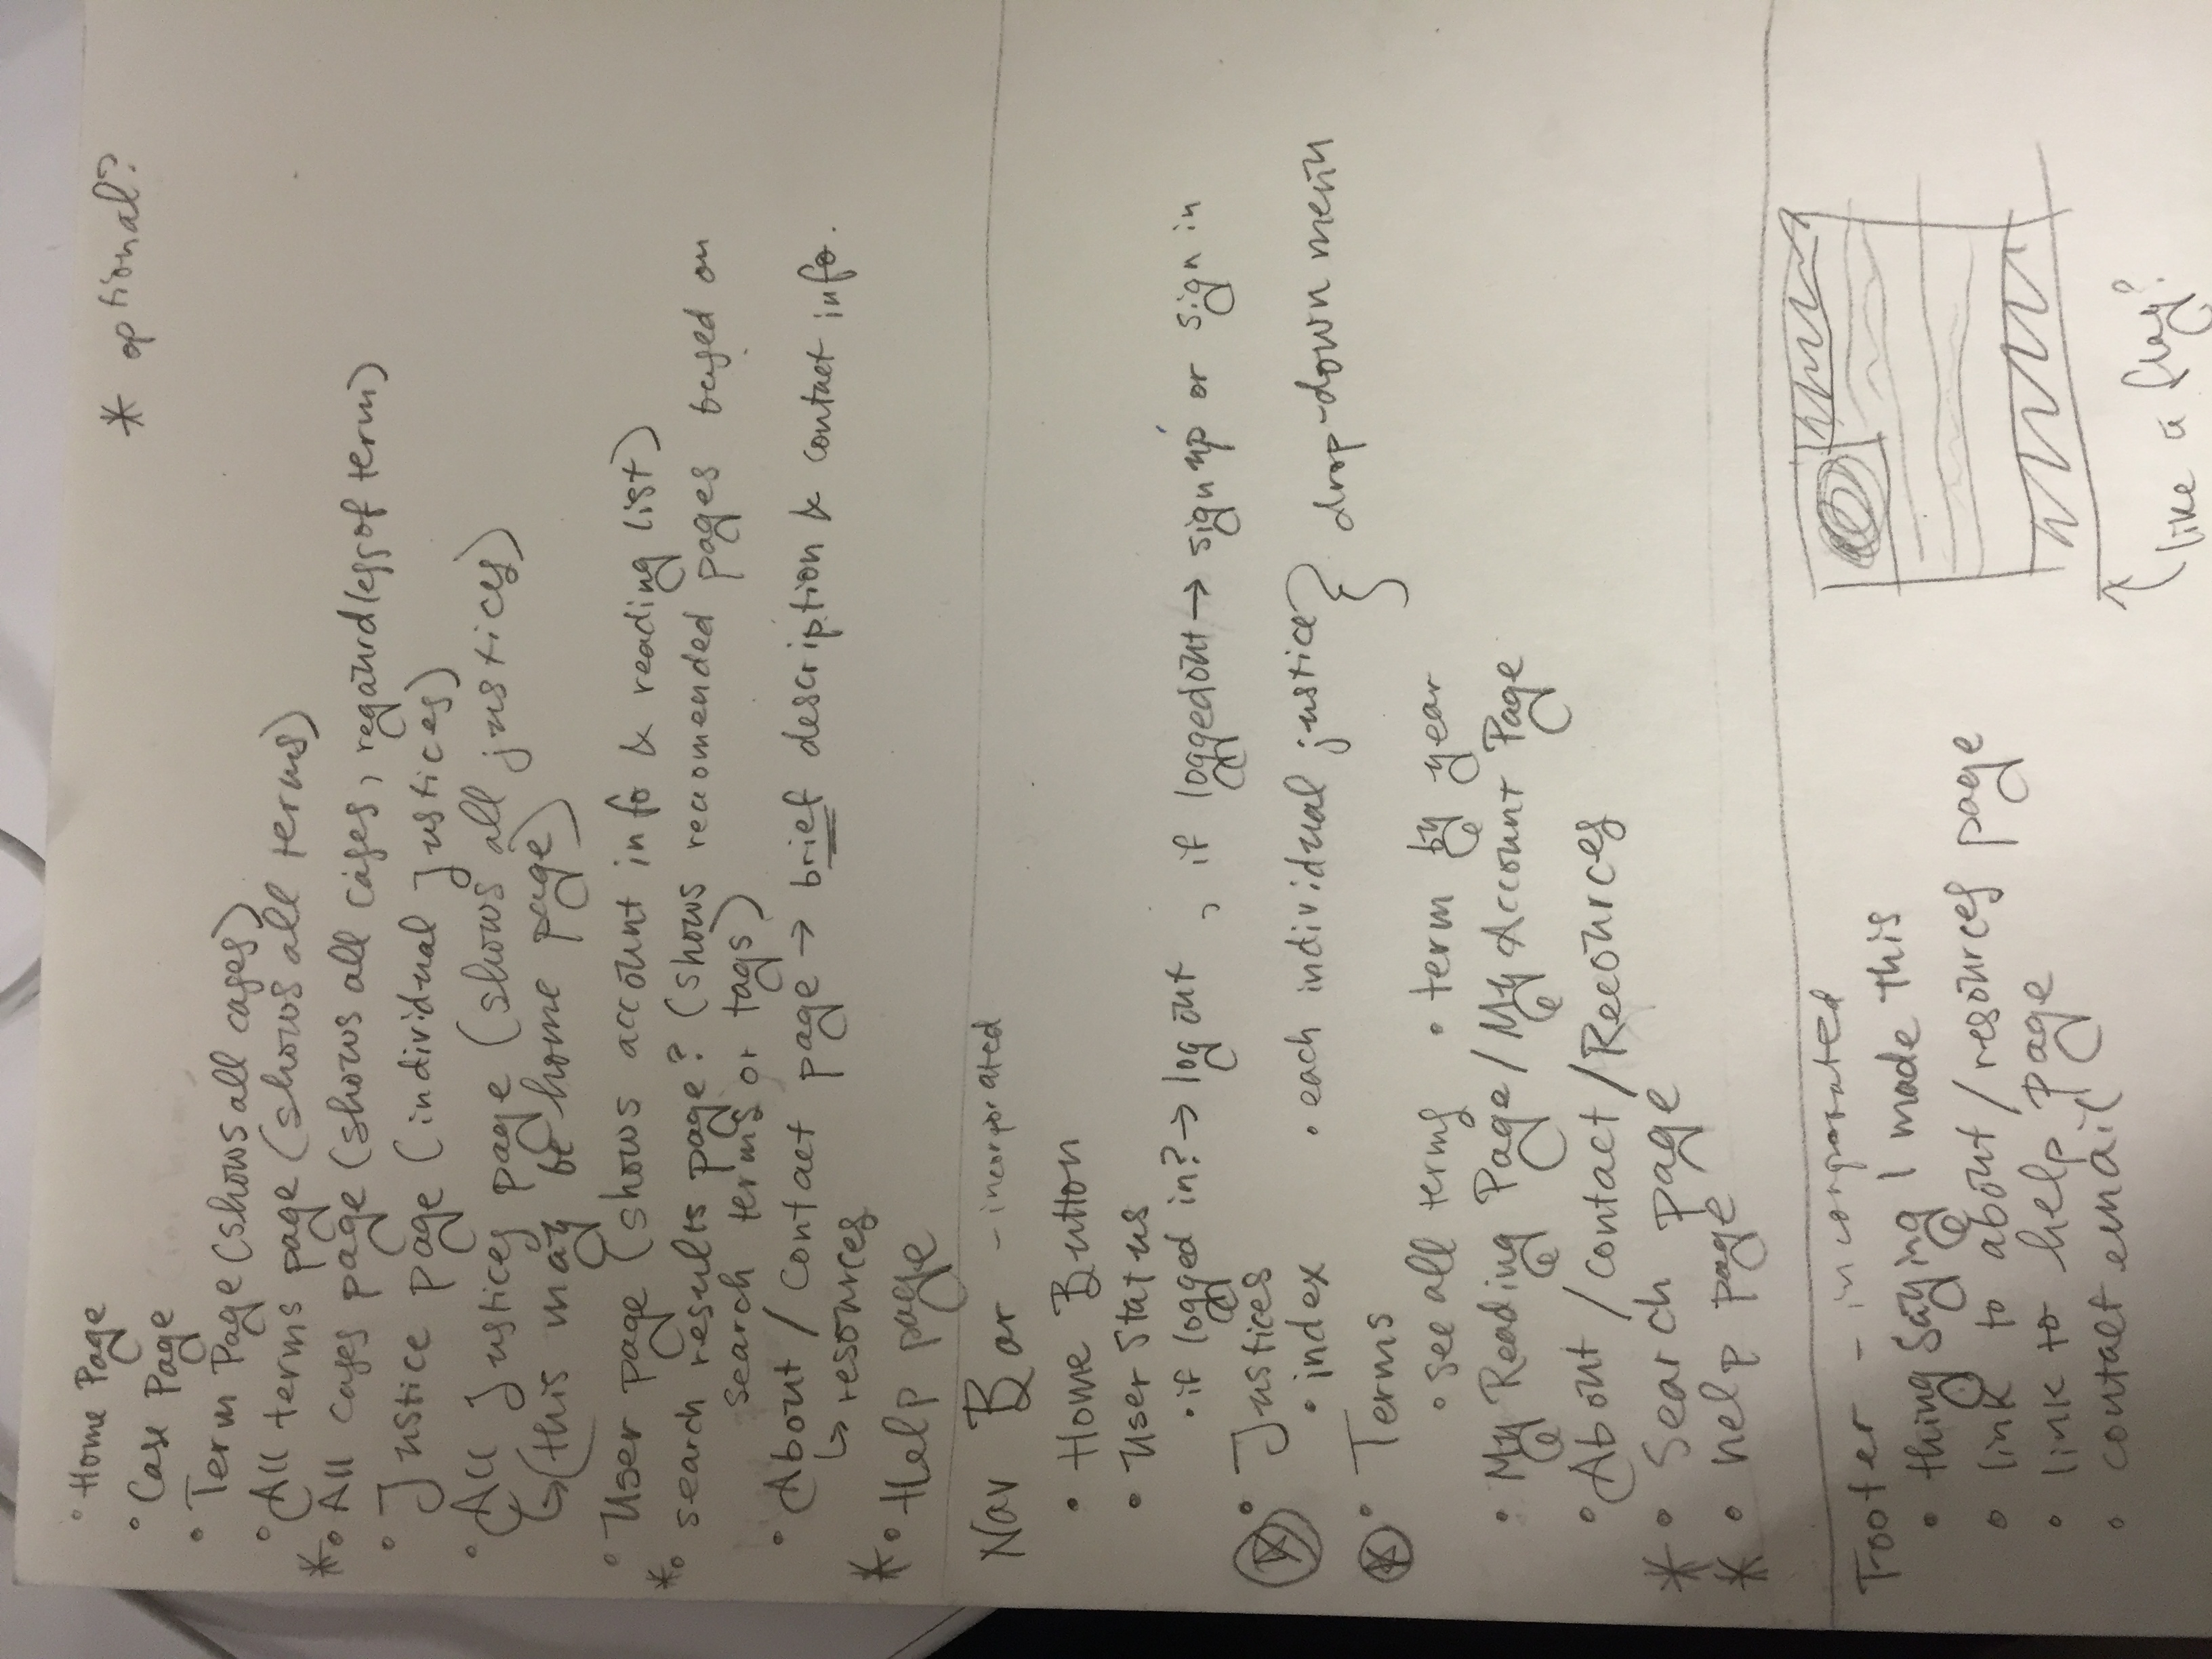 • Home Page
* optional?
• Case Page
• Term Page (shows all cases)
• All terms page (shows all terms)
*• All cases page (shows all cases, regaurdless of term)
• Justice page (individual Justices)
• All Justices page (shows all justices)
↳ (this may be home page)
• User page (shows account info & reading list)
*• search results page? (shows reccomended pages based on
search terms or tags)
• About / Contact page → brief description & contact info.
↳ resources
*• Help page
Nav Bar - incorporated
• Home Button
• User Status
• if logged in? → log out , if logged out → sign up or sign in
• Justices
• index • each individual justice } drop-down menu
• Terms
• see all terms • term by year
• My Reading Page / My Account Page
• About / Contact / Recources
* • Search page
* • help page
Footer - incorporated
• thing saying I made this
• link to about / resources page
• link to help page
• contact email
like a flag?